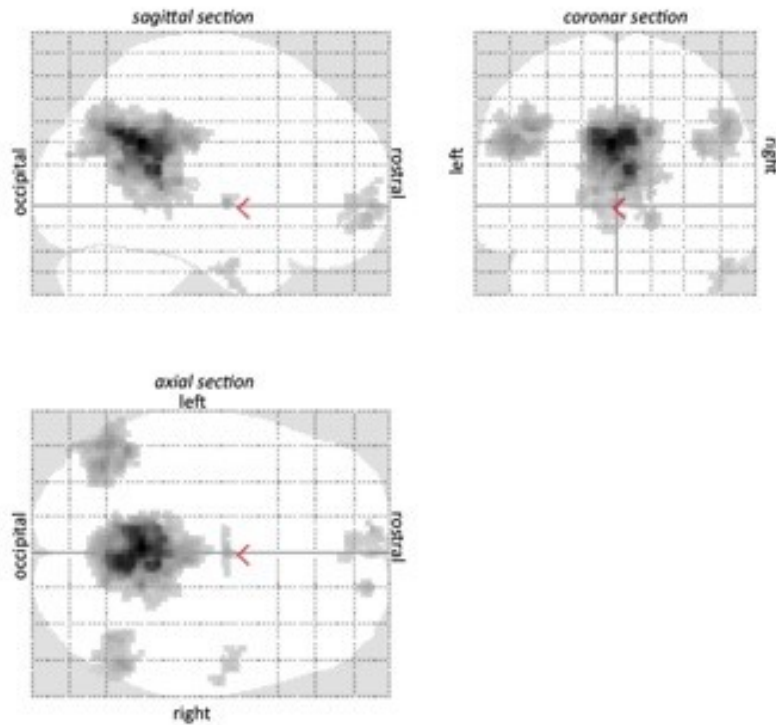 sagittal section
coronar section
occipital
rostral
left
right
axial section
left
occipital
rostral
right